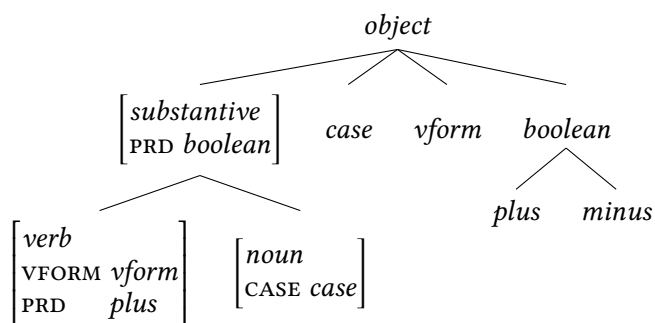 object
substantive
PRD boolean
case
vform
boolean
plus
minus
verb
VFORM vform
PRD plus
noun
CASE case